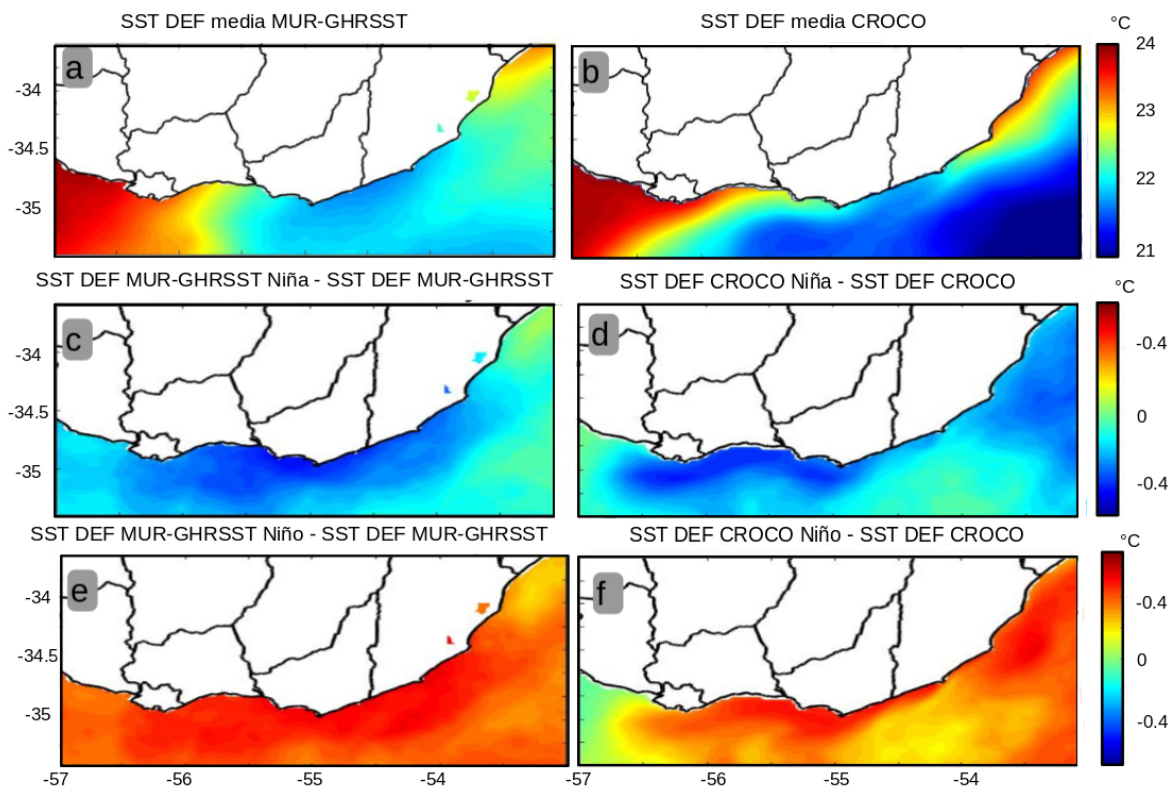 SST DEF media MUR-GHRSST
SST DEF media CROCO
°C
a
b
24
23
22
21
-34
-34.5
-35
SST DEF MUR-GHRSST Niña - SST DEF MUR-GHRSST
SST DEF CROCO Niña - SST DEF CROCO
°C
c
d
-0.4
0
-0.4
-34
-34.5
-35
SST DEF MUR-GHRSST Niño - SST DEF MUR-GHRSST
SST DEF CROCO Niño - SST DEF CROCO
°C
e
f
-0.4
0
-0.4
-34
-34.5
-35
-57 -56 -55 -54 -57 -56 -55 -54